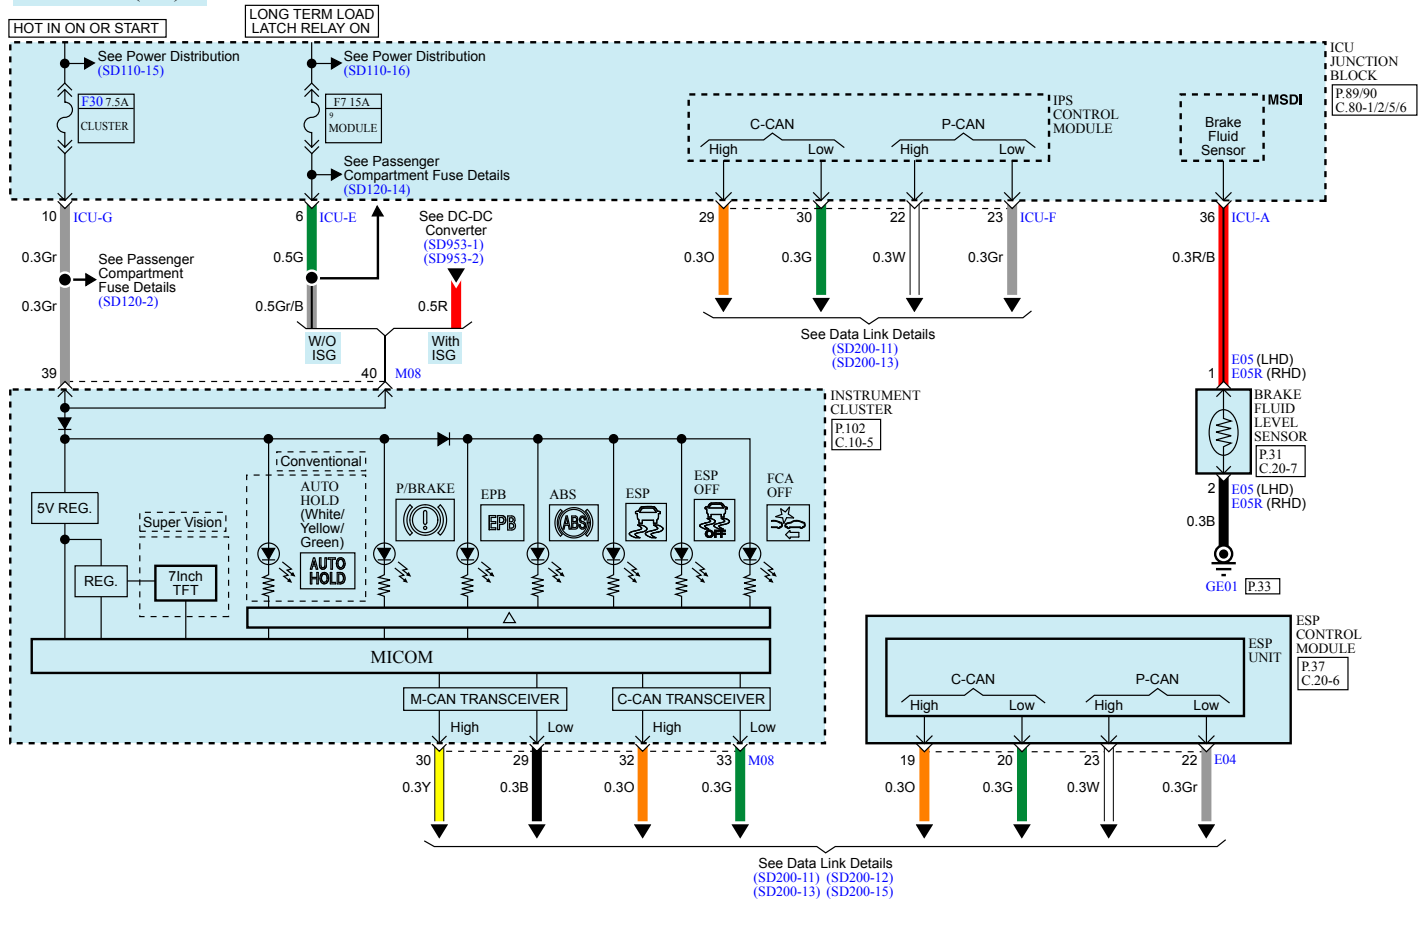 HOT IN ON OR START
LONG TERM LOAD
LATCH RELAY ON
See Power Distribution
(SD110-15)
See Power Distribution
(SD110-16)
ICU
JUNCTION
BLOCK
P.89/90
C.80-1/2/5/6
F30 7.5A
CLUSTER
F7 15A
9
MODULE
See Passenger
Compartment Fuse Details
(SD120-14)
IPS
CONTROL
MODULE
C-CAN
High
Low
P-CAN
High
Low
MSDI
Brake
Fluid
Sensor
10
ICU-G
6
ICU-E
29
30
22
23
ICU-F
36
ICU-A
See DC-DC
Converter
(SD953-1)
(SD953-2)
0.3Gr
0.5G
0.3O
0.3G
0.3W
0.3Gr
0.3R/B
See Passenger
Compartment
Fuse Details
(SD120-2)
0.3Gr
0.5Gr/B
0.5R
W/O
ISG
With
ISG
See Data Link Details
(SD200-11)
(SD200-13)
39
40
M08
1
E05 (LHD)
E05R (RHD)
INSTRUMENT
CLUSTER
P.102
C.10-5
BRAKE
FLUID
LEVEL
SENSOR
P.31
C.20-7
2
E05 (LHD)
E05R (RHD)
0.3B
GE01
P.33
5V REG.
REG.
Super Vision
7Inch
TFT
Conventional
AUTO
HOLD
(White/
Yellow/
Green)
AUTO
HOLD
P/BRAKE
EPB
EPB
ABS
ABS
ESP
ESP
OFF
OFF
FCA
OFF
MICOM
M-CAN TRANSCEIVER
C-CAN TRANSCEIVER
High
Low
High
Low
30
29
32
33
M08
0.3Y
0.3B
0.3O
0.3G
ESP
CONTROL
MODULE
P.37
C.20-6
ESP
UNIT
C-CAN
High
Low
P-CAN
High
Low
19
20
23
22
E04
0.3O
0.3G
0.3W
0.3Gr
See Data Link Details
(SD200-11) (SD200-12)
(SD200-13) (SD200-15)